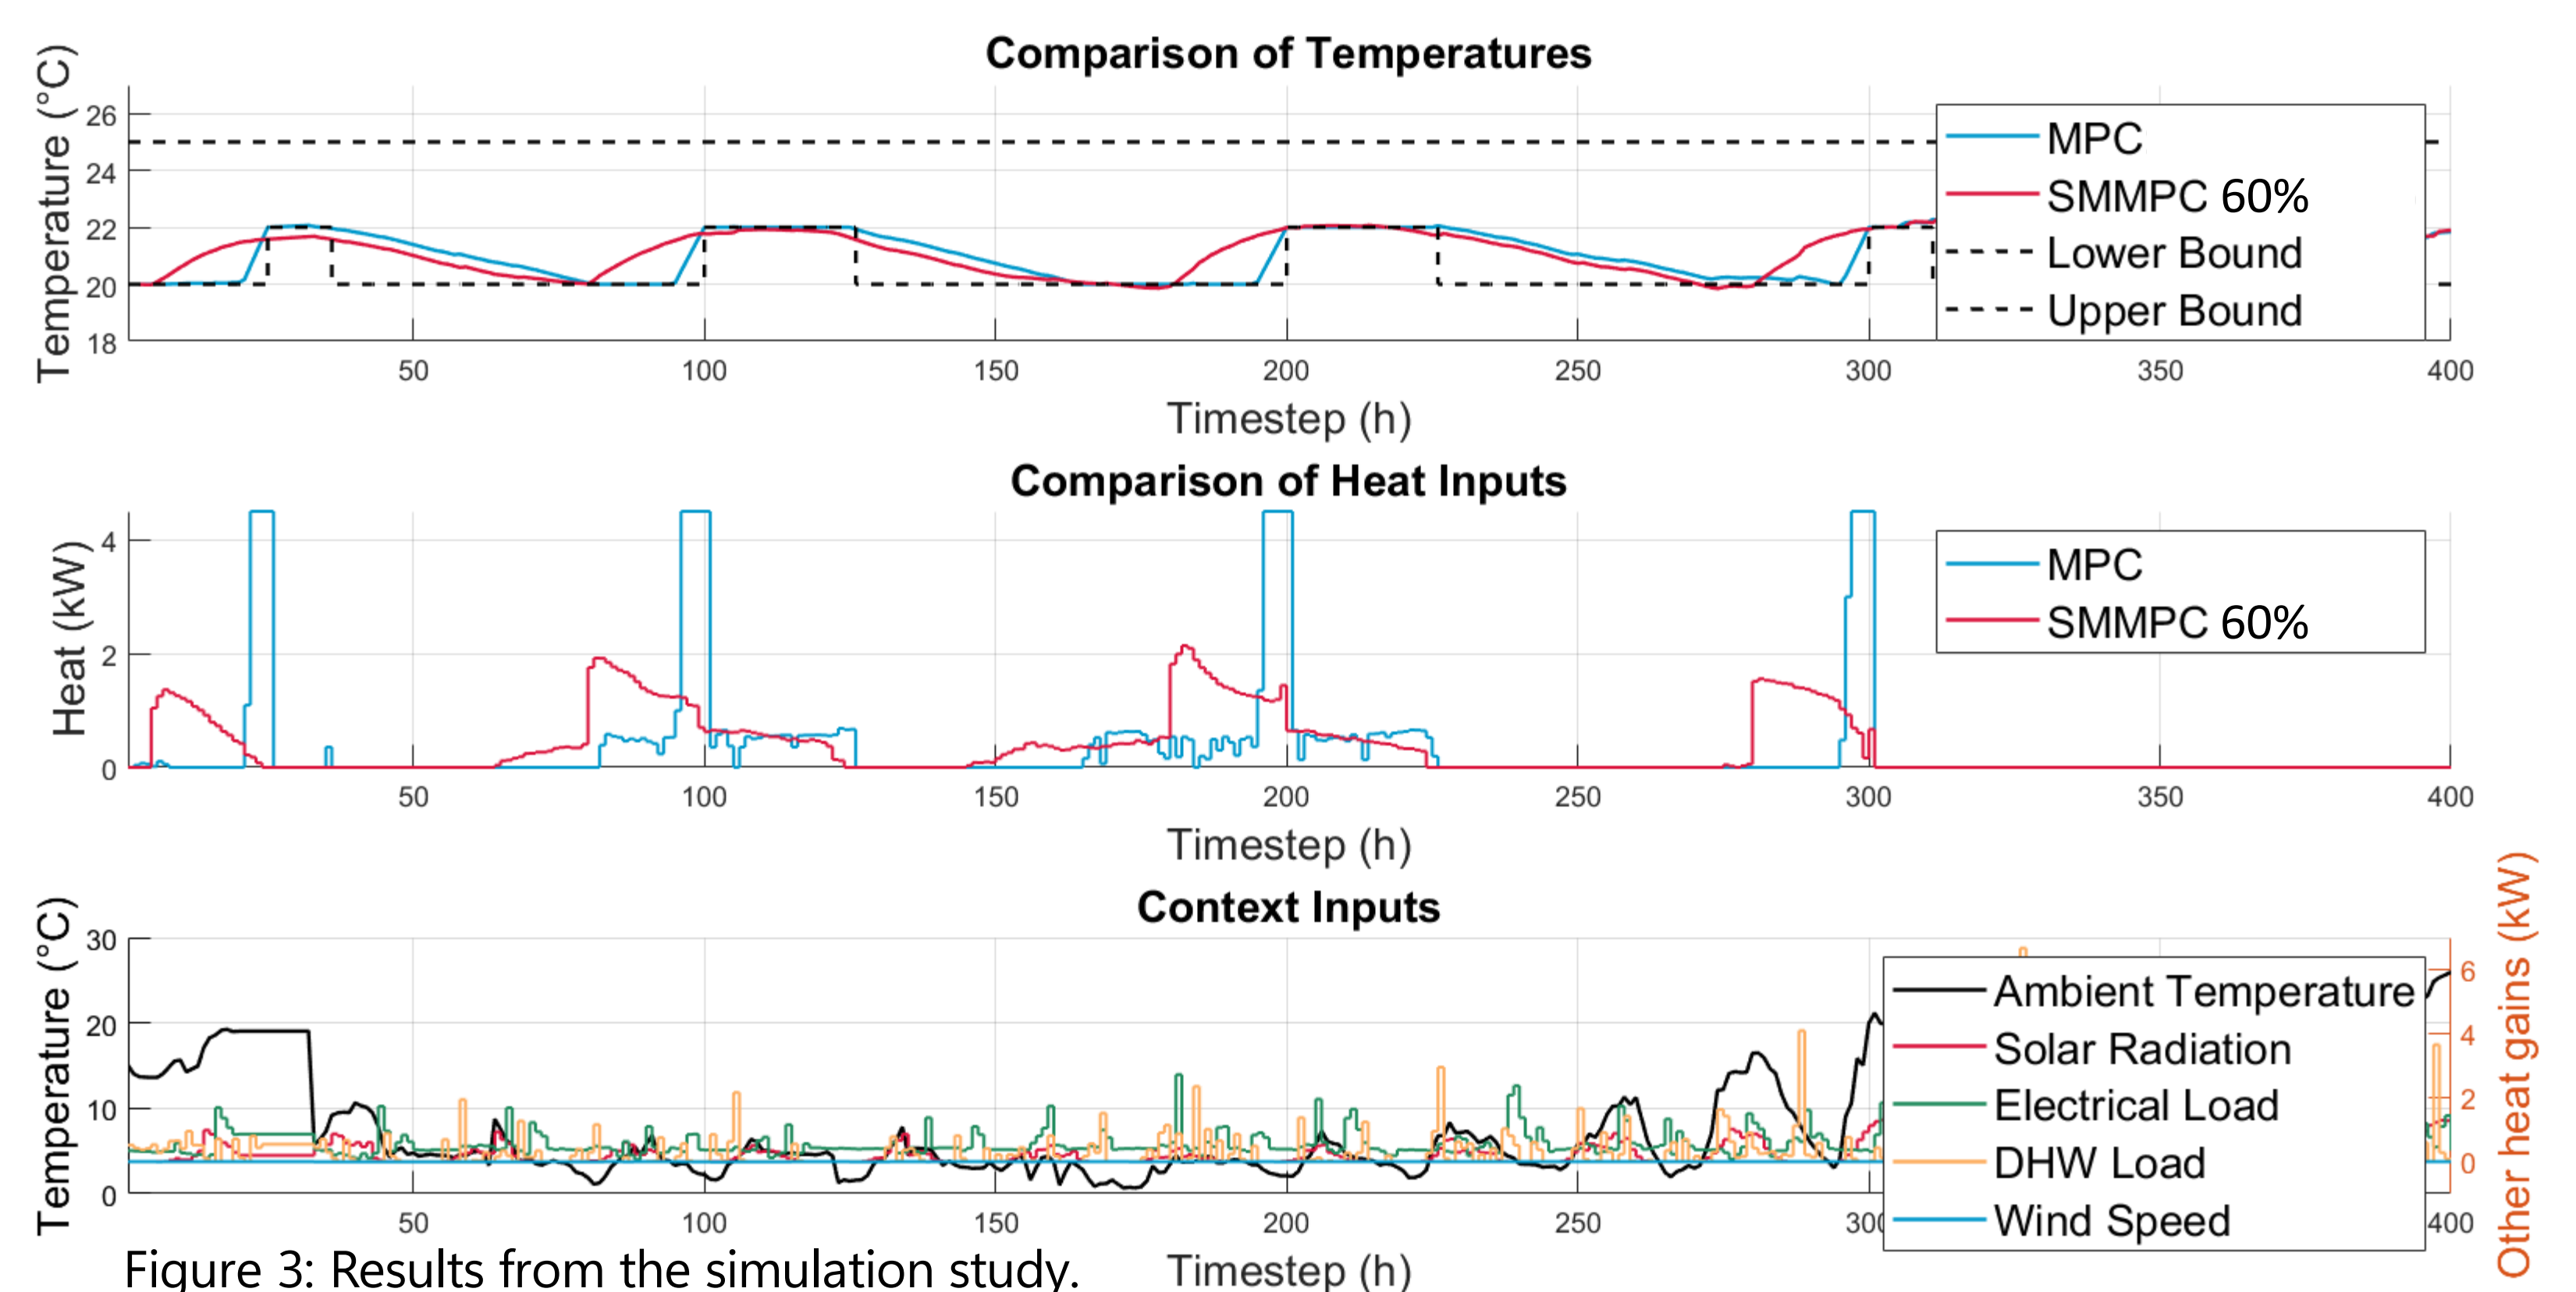 Comparison of Temperatures
Temperature (°C)
26
24
22
20
18
MPC
SMMPC 60%
Lower Bound
Upper Bound
50 100 150 200 250 300 350 400
Timestep (h)
Comparison of Heat Inputs
Heat (kW)
4
2
0
MPC
SMMPC 60%
50 100 150 200 250 300 350 400
Timestep (h)
Context Inputs
Temperature (°C)
30
20
10
0
Ambient Temperature
Solar Radiation
Electrical Load
DHW Load
Wind Speed
6
4
2
0
Other heat gains (kW)
50 100 150 200 250 300 400
Timestep (h)
Figure 3: Results from the simulation study.